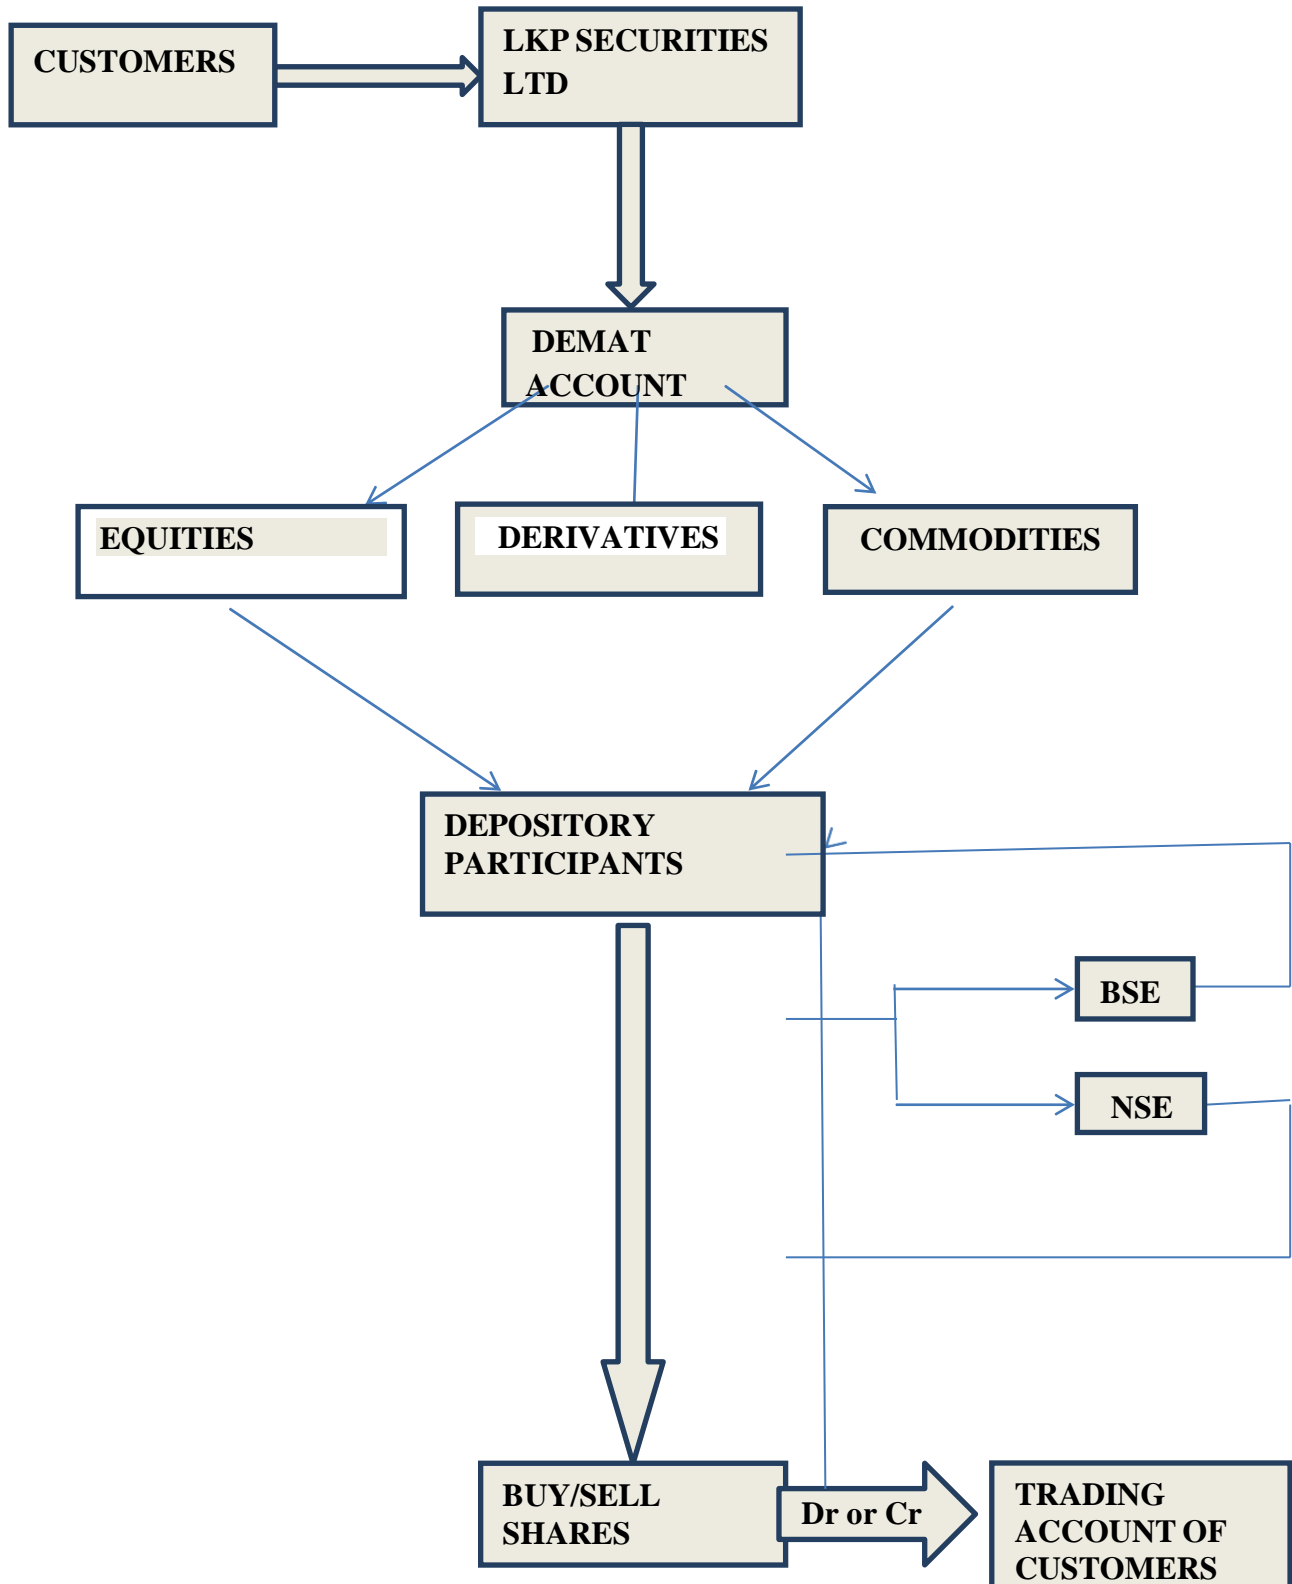 CUSTOMERS
LKP SECURITIES
LTD
DEMAT
ACCOUNT
EQUITIES
DERIVATIVES
COMMODITIES
DEPOSITORY
PARTICIPANTS
BSE
NSE
BUY/SELL
SHARES
Dr or Cr
TRADING
ACCOUNT OF
CUSTOMERS